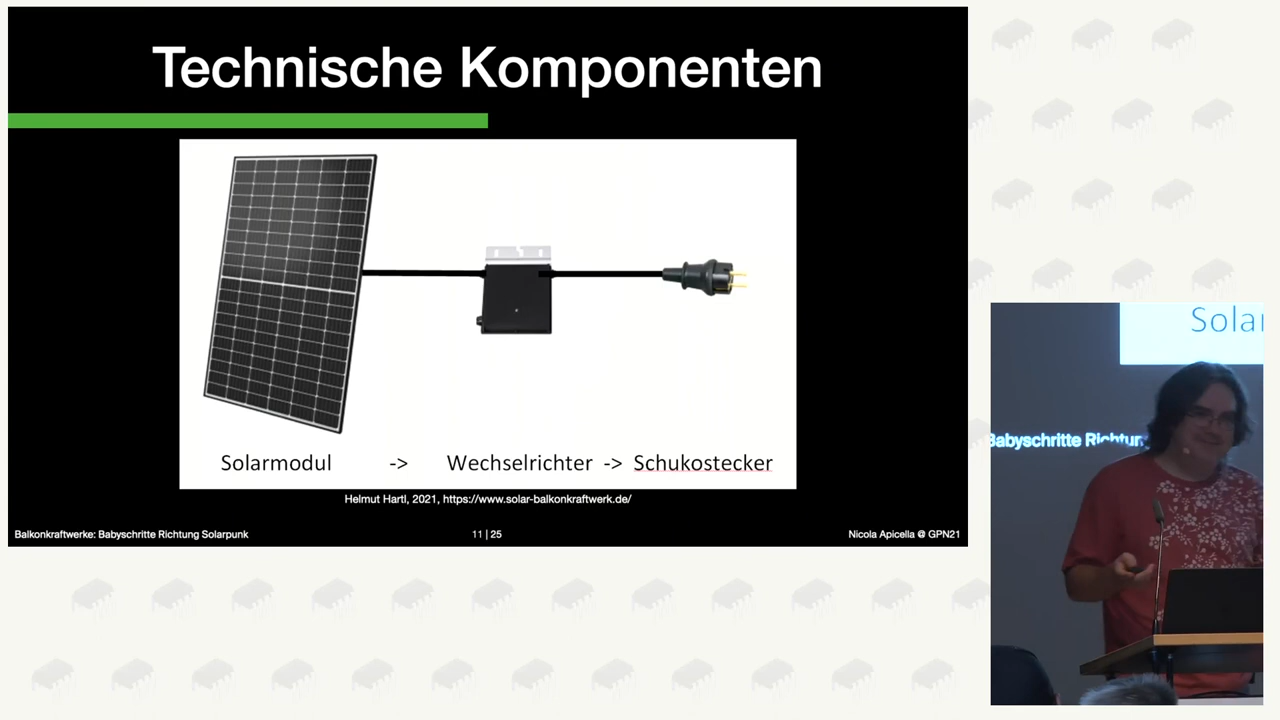 Technische Komponenten
Solarmodul -> Wechselrichter -> Schukostecker
Helmut Hartl, 2021, https://www.solar-balkonkraftwerk.de/
Balkonkraftwerke: Babyschritte Richtung Solarpunk
11 | 25
Nicola Apicella @ GPN21
Solar
Babyschritte Richtung